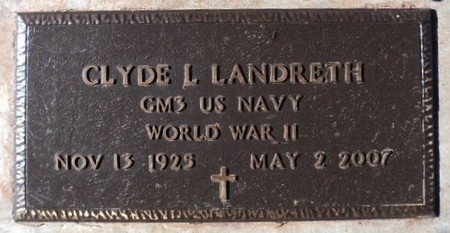 CLYDE L LANDRETH
GM3 US NAVY
WORLD WAR II
NOV 13 1925 MAY 2 2007